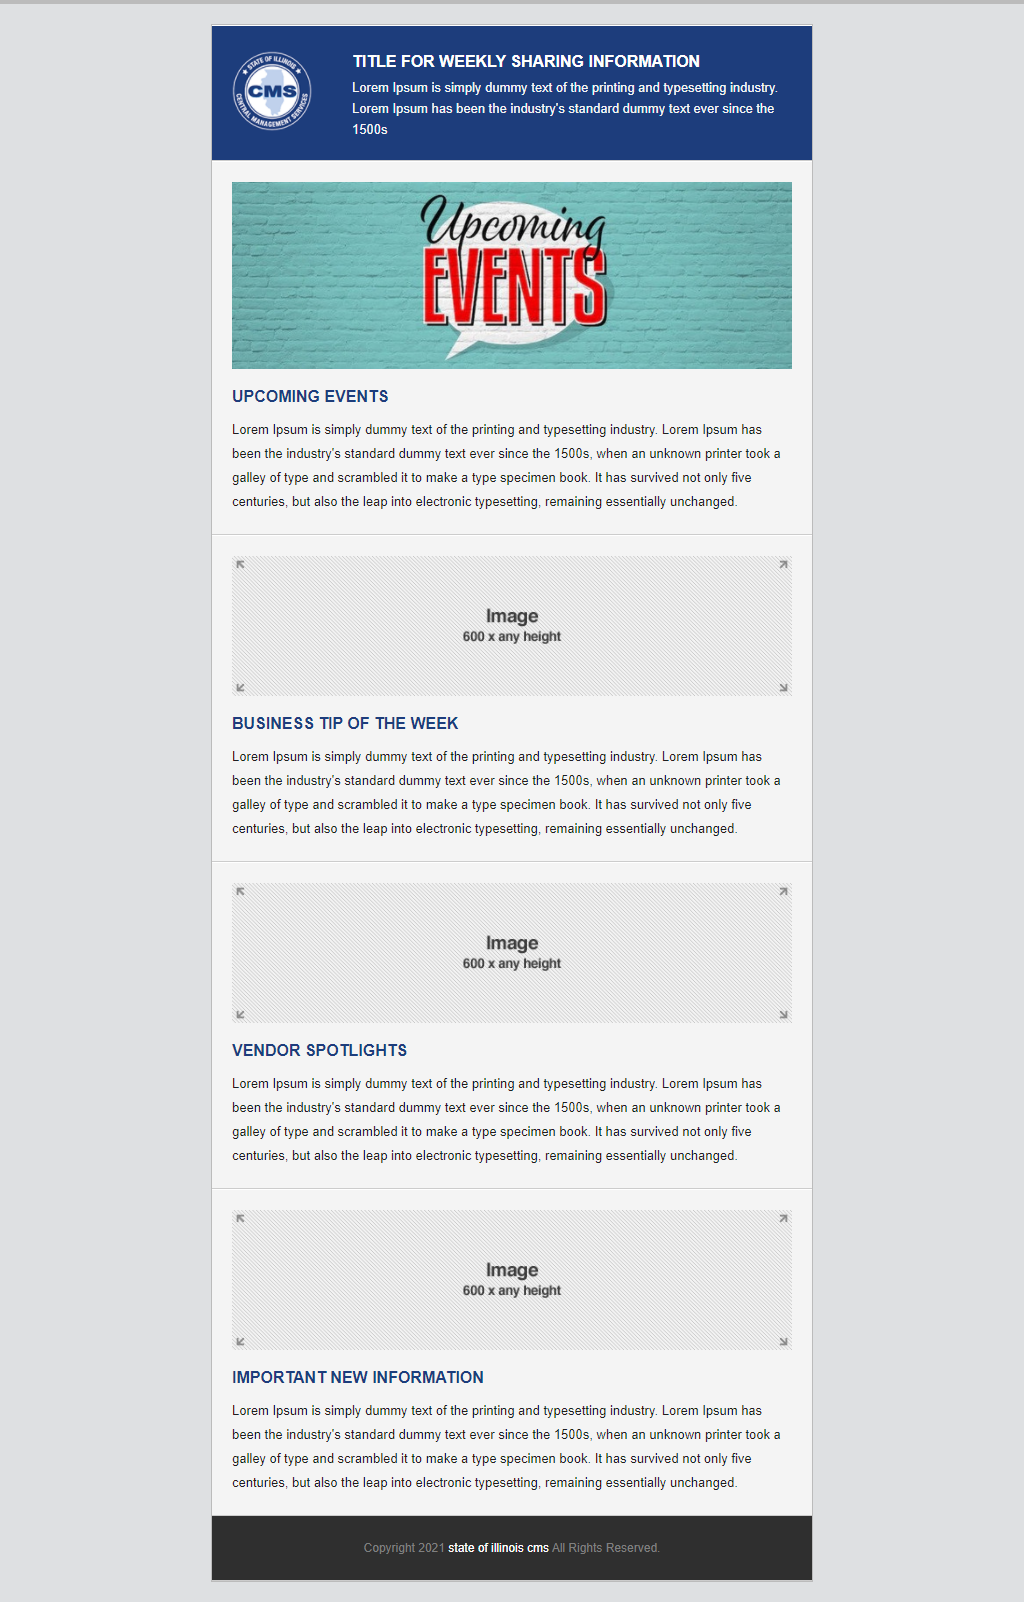 STATE OF ILLINOIS
CMS
CENTRAL MANAGEMENT SERVICES
TITLE FOR WEEKLY SHARING INFORMATION
Lorem Ipsum is simply dummy text of the printing and typesetting industry.
Lorem Ipsum has been the industry's standard dummy text ever since the
1500s
Upcoming
EVENTS
UPCOMING EVENTS
Lorem Ipsum is simply dummy text of the printing and typesetting industry. Lorem Ipsum has
been the industry's standard dummy text ever since the 1500s, when an unknown printer took a
galley of type and scrambled it to make a type specimen book. It has survived not only five
centuries, but also the leap into electronic typesetting, remaining essentially unchanged.
Image
600 x any height
BUSINESS TIP OF THE WEEK
Lorem Ipsum is simply dummy text of the printing and typesetting industry. Lorem Ipsum has
been the industry's standard dummy text ever since the 1500s, when an unknown printer took a
galley of type and scrambled it to make a type specimen book. It has survived not only five
centuries, but also the leap into electronic typesetting, remaining essentially unchanged.
Image
600 x any height
VENDOR SPOTLIGHTS
Lorem Ipsum is simply dummy text of the printing and typesetting industry. Lorem Ipsum has
been the industry's standard dummy text ever since the 1500s, when an unknown printer took a
galley of type and scrambled it to make a type specimen book. It has survived not only five
centuries, but also the leap into electronic typesetting, remaining essentially unchanged.
Image
600 x any height
IMPORTANT NEW INFORMATION
Lorem Ipsum is simply dummy text of the printing and typesetting industry. Lorem Ipsum has
been the industry's standard dummy text ever since the 1500s, when an unknown printer took a
galley of type and scrambled it to make a type specimen book. It has survived not only five
centuries, but also the leap into electronic typesetting, remaining essentially unchanged.
Copyright 2021 state of illinois cms All Rights Reserved.